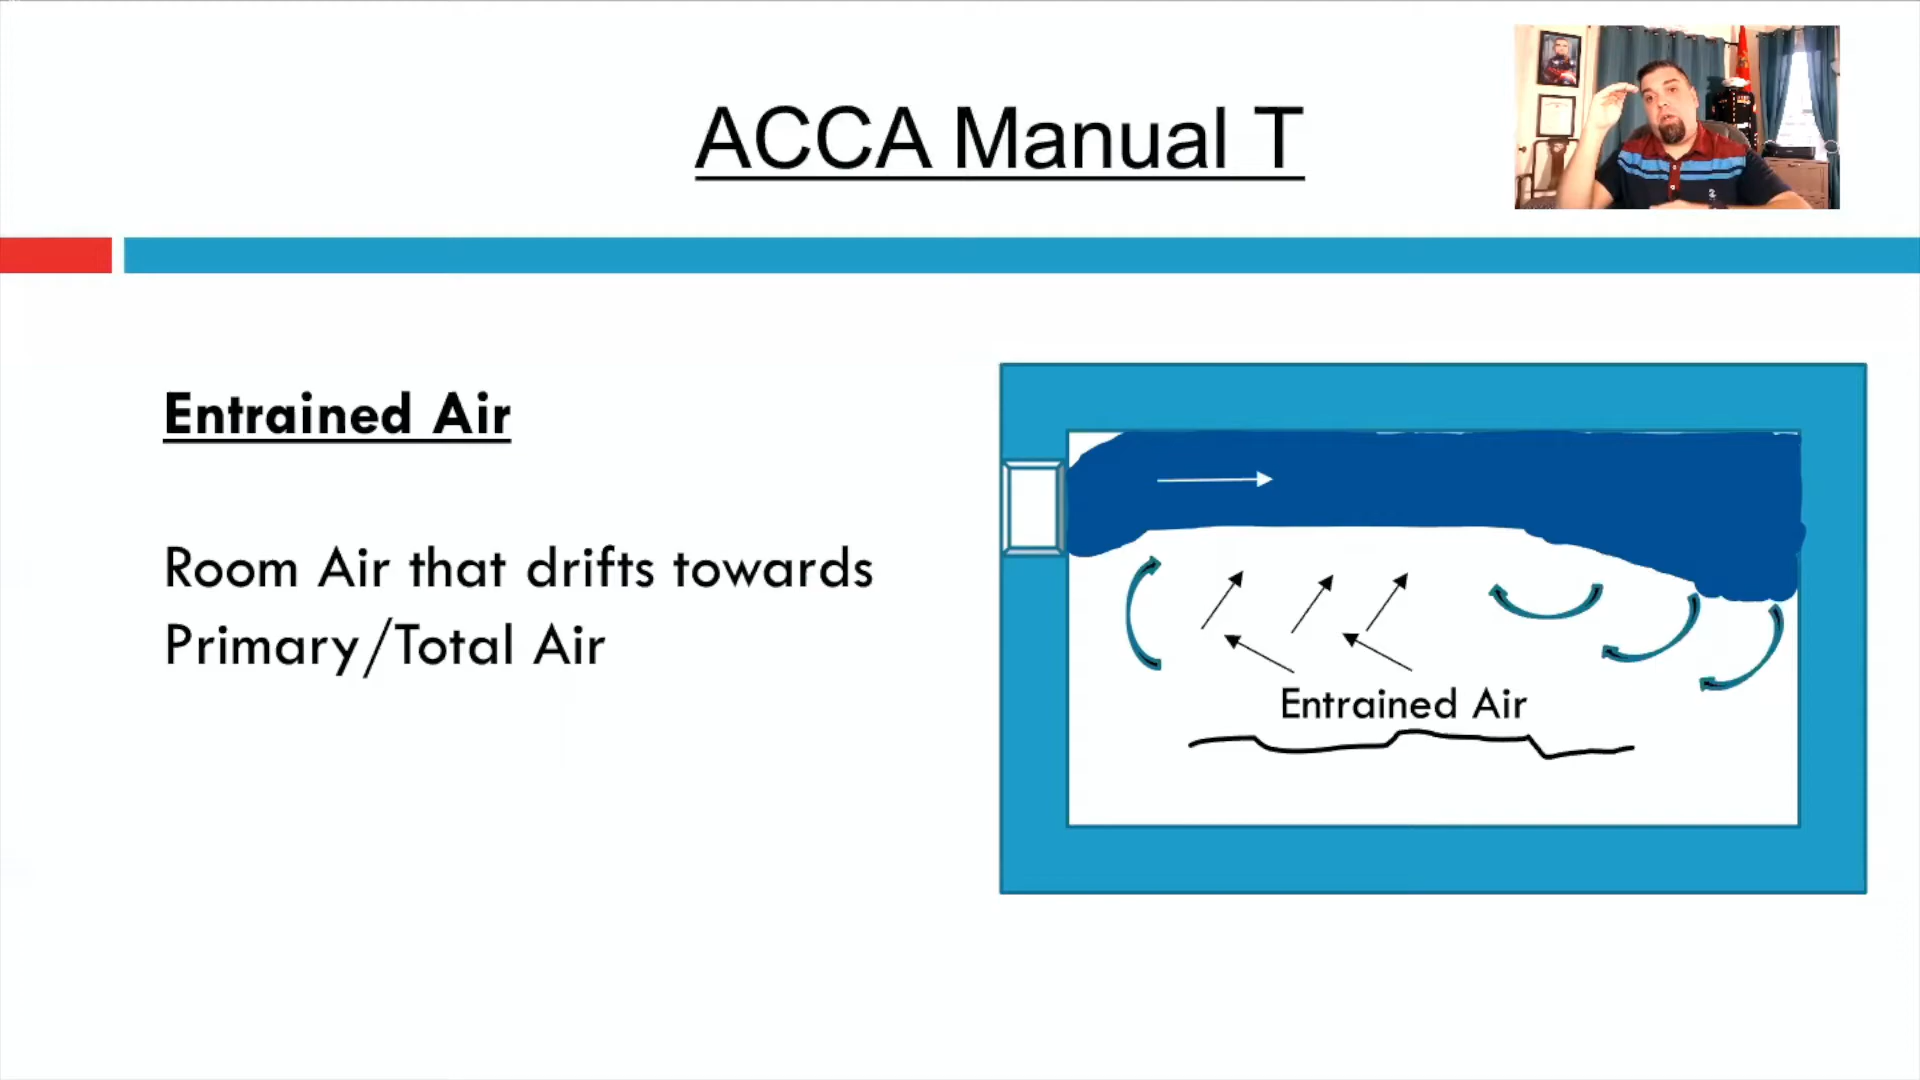 ACCA Manual T
Entrained Air
Room Air that drifts towards
Primary/Total Air
Entrained Air